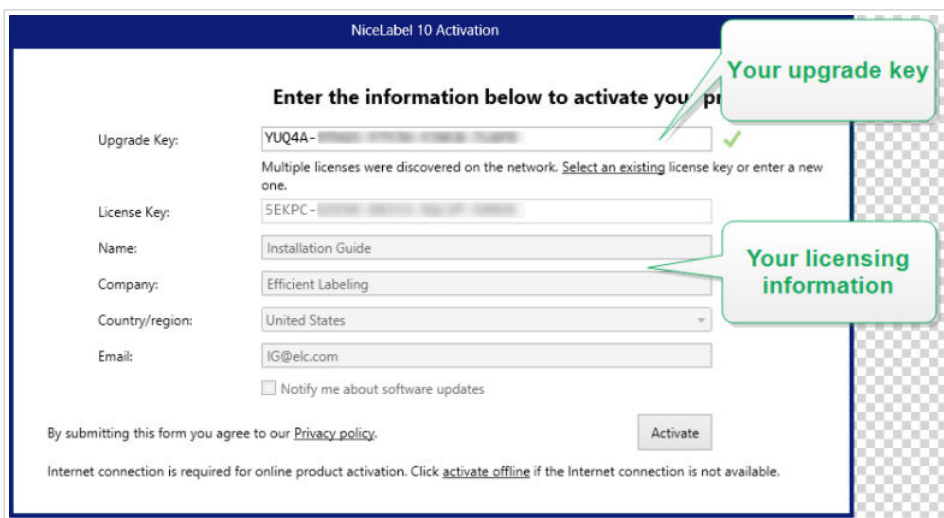 NiceLabel 10 Activation
Your upgrade key
Enter the information below to activate you pr
Upgrade Key:
YUQ4A-
Multiple licenses were discovered on the network. Select an existing license key or enter a new
one.
License Key:
5EKPC-
Name:
Installation Guide
Your licensing
information
Company:
Efficient Labeling
Country/region:
United States
Email:
IG@elc.com
Notify me about software updates
By submitting this form you agree to our Privacy policy.
Activate
Internet connection is required for online product activation. Click activate offline if the Internet connection is not available.